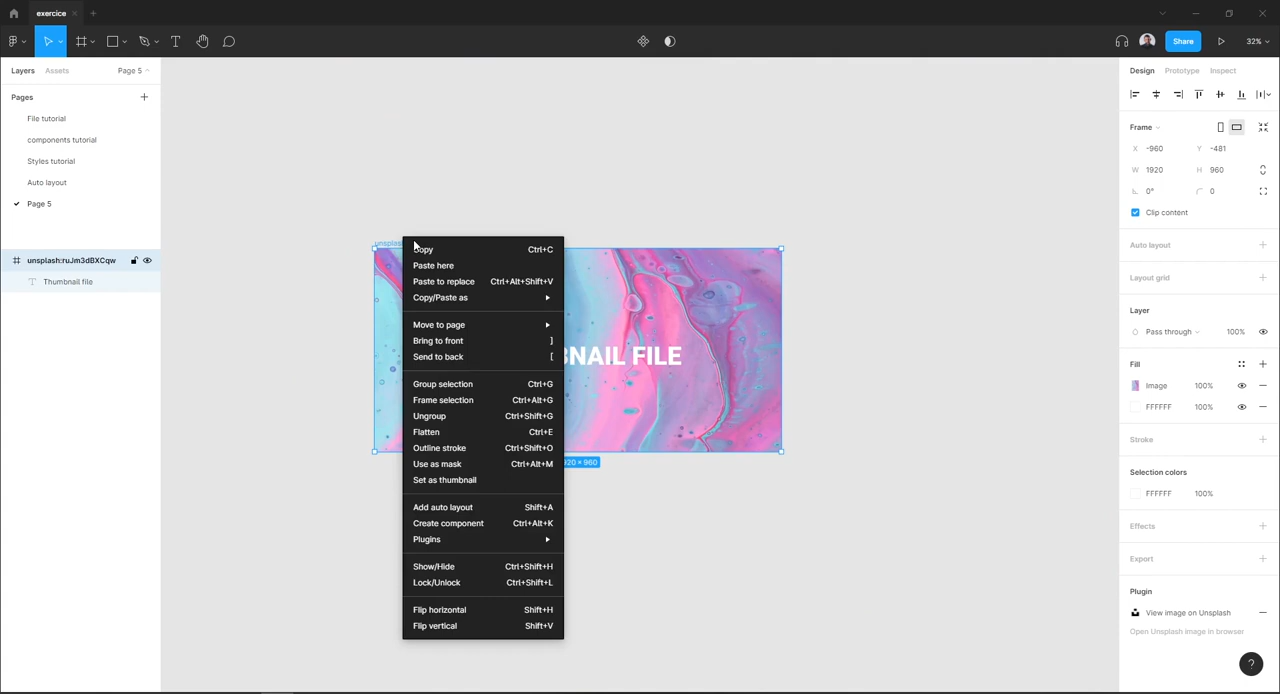 exercice
Share
32%
Layers Assets Page 5
Pages
File tutorial
components tutorial
Styles tutorial
Auto layout
Page 5
unsplash:ruJm3dBXCqw
Thumbnail file
unsplash
Copy Ctrl+C
Paste here
Paste to replace Ctrl+Alt+Shift+V
Copy/Paste as
Move to page
Bring to front ]
Send to back [
Group selection Ctrl+G
Frame selection Ctrl+Alt+G
Ungroup Ctrl+Shift+G
Flatten Ctrl+E
Outline stroke Ctrl+Shift+O
Use as mask Ctrl+Alt+M
Set as thumbnail
Add auto layout Shift+A
Create component Ctrl+Alt+K
Plugins
Show/Hide Ctrl+Shift+H
Lock/Unlock Ctrl+Shift+L
Flip horizontal Shift+H
Flip vertical Shift+V
BNAIL FILE
920 × 960
Design Prototype Inspect
Frame
X -960 Y -481
W 1920 H 960
0° 0
Clip content
Auto layout
Layout grid
Layer
Pass through 100%
Fill
Image 100%
FFFFFF 100%
Stroke
Selection colors
FFFFFF 100%
Effects
Export
Plugin
View image on Unsplash
Open Unsplash image in browser
?